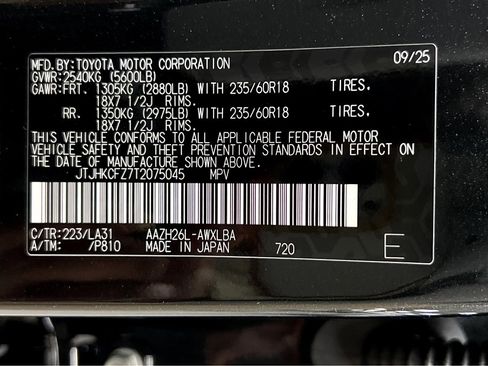 MFD.BY:TOYOTA MOTOR CORPORATION 09/25
GVWR:2540KG (5600LB)
GAWR:FRT. 1305KG (2880LB) WITH 235/60R18 TIRES.
18X7 1/2J RIMS.
RR. 1350KG (2975LB) WITH 235/60R18 TIRES.
18X7 1/2J RIMS.
THIS VEHICLE CONFORMS TO ALL APPLICABLE FEDERAL MOTOR
VEHICLE SAFETY AND THEFT PREVENTION STANDARDS IN EFFECT ON
THE DATE OF MANUFACTURE SHOWN ABOVE.
JTJHKCFZ7T2075045 MPV
C/TR:223/LA31 AAZH26L-AWXLBA
A/TM: /P810 MADE IN JAPAN 720 E